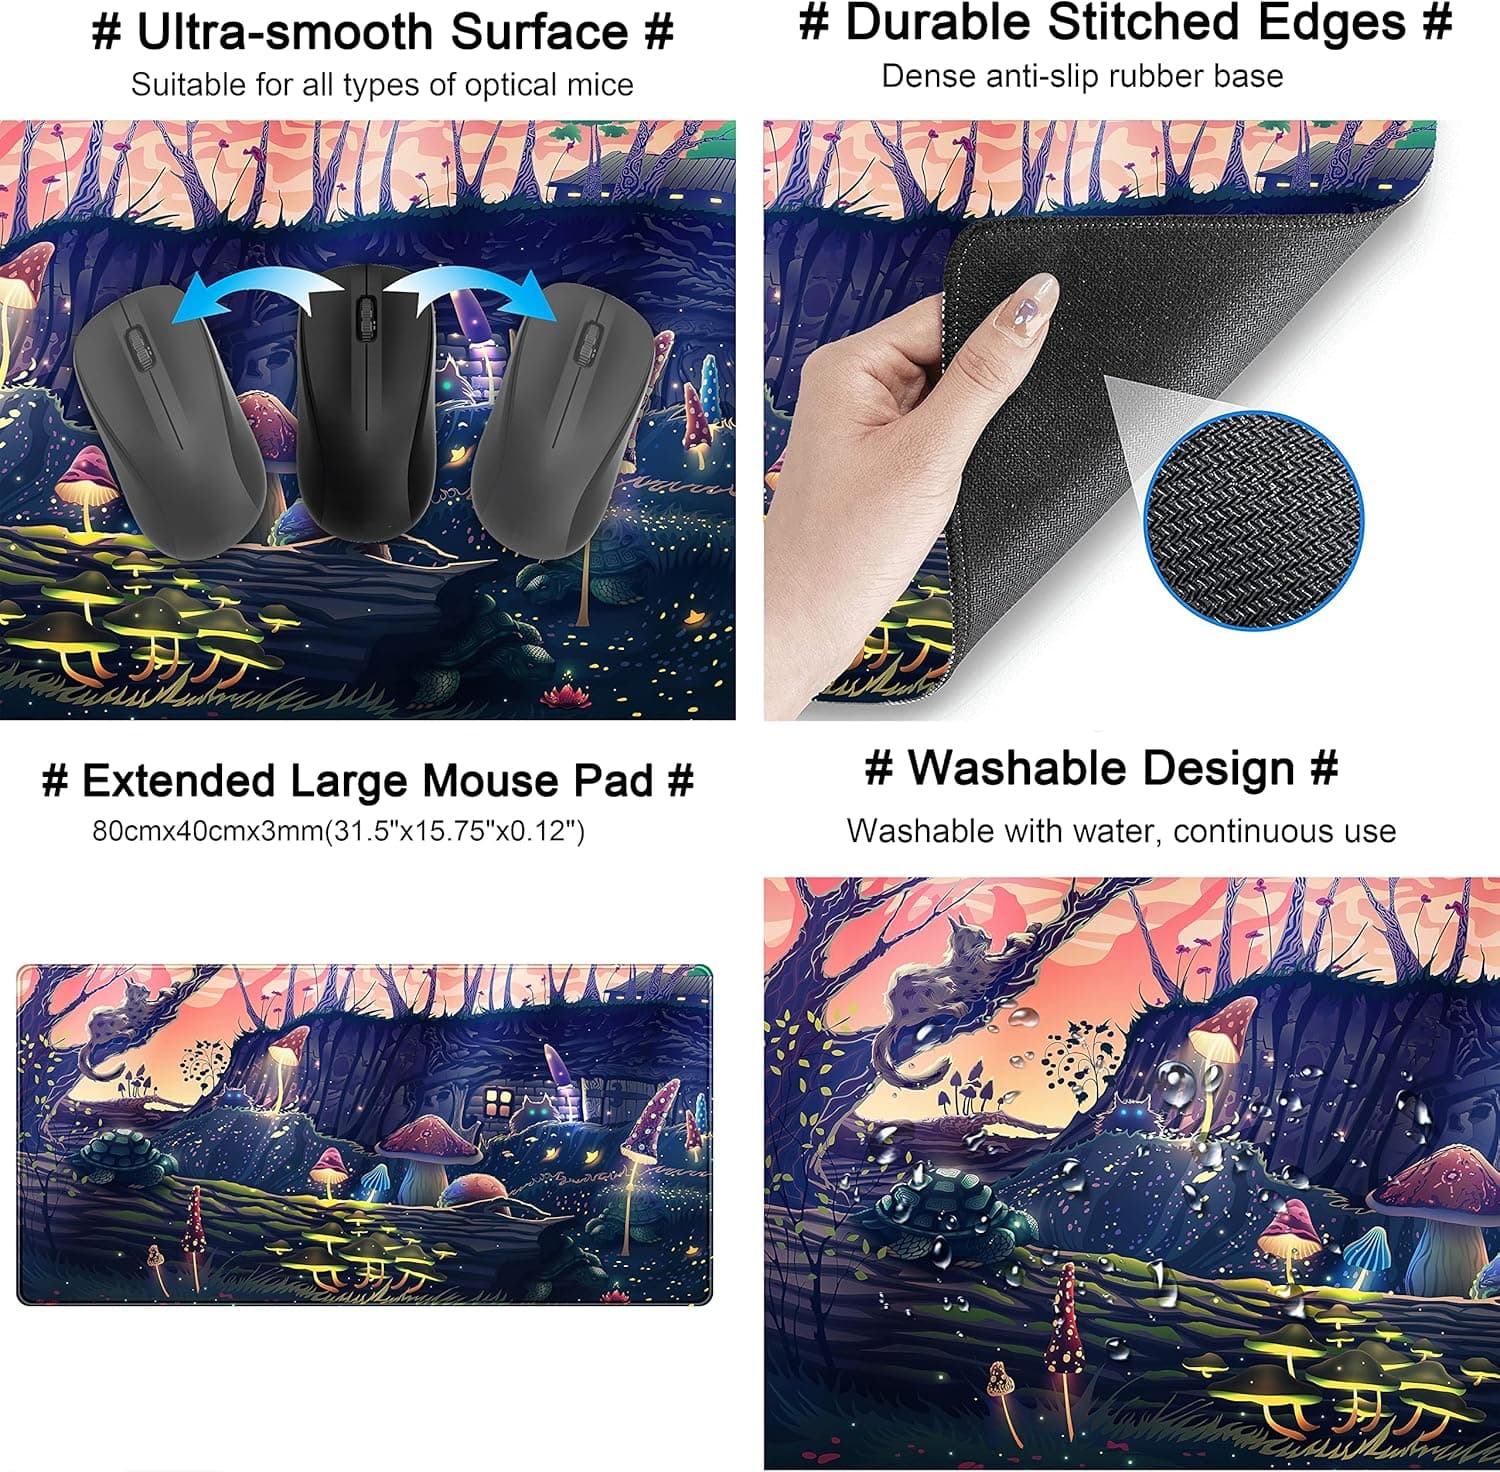 # Ultra-smooth Surface #
Suitable for all types of optical mice
# Durable Stitched Edges #
Dense anti-slip rubber base
# Extended Large Mouse Pad #
80cmx40cmx3mm(31.5"x15.75"x0.12")
# Washable Design #
Washable with water, continuous use